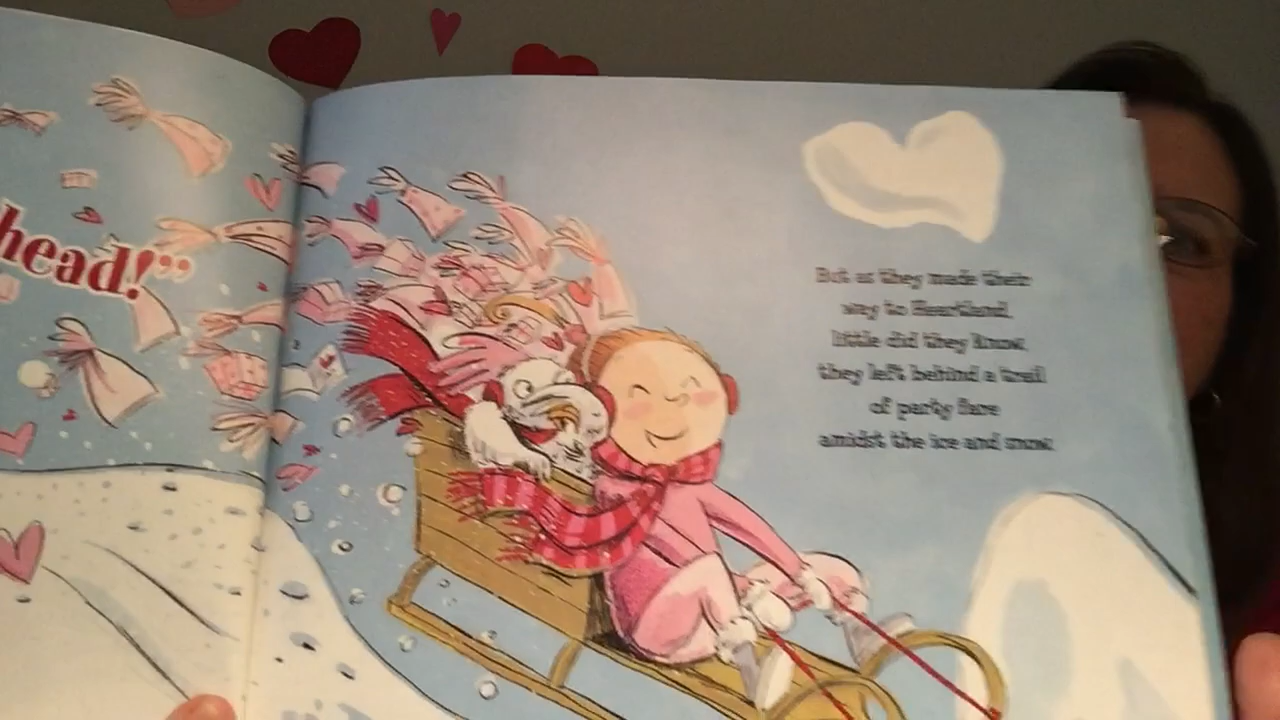 head!”
But as they made their
way to Heartland,
little did they know,
they left behind a trail
of party fare
amidst the ice and snow.